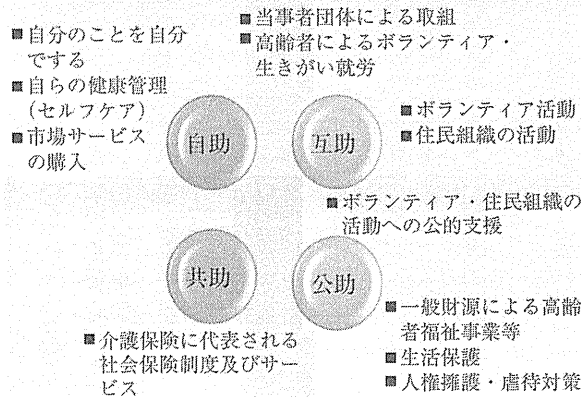 ■当事者団体による取組
■高齢者によるボランティア・
生きがい就労
■自分のことを自分
でする
■自らの健康管理
(セルフケア)
■市場サービス
の購入
自助
互助
■ボランティア活動
■住民組織の活動
■ボランティア・住民組織の
活動への公的支援
共助
公助
■介護保険に代表される
社会保険制度及びサー
ビス
■一般財源による高齢
者福祉事業等
■生活保護
■人権擁護・虐待対策